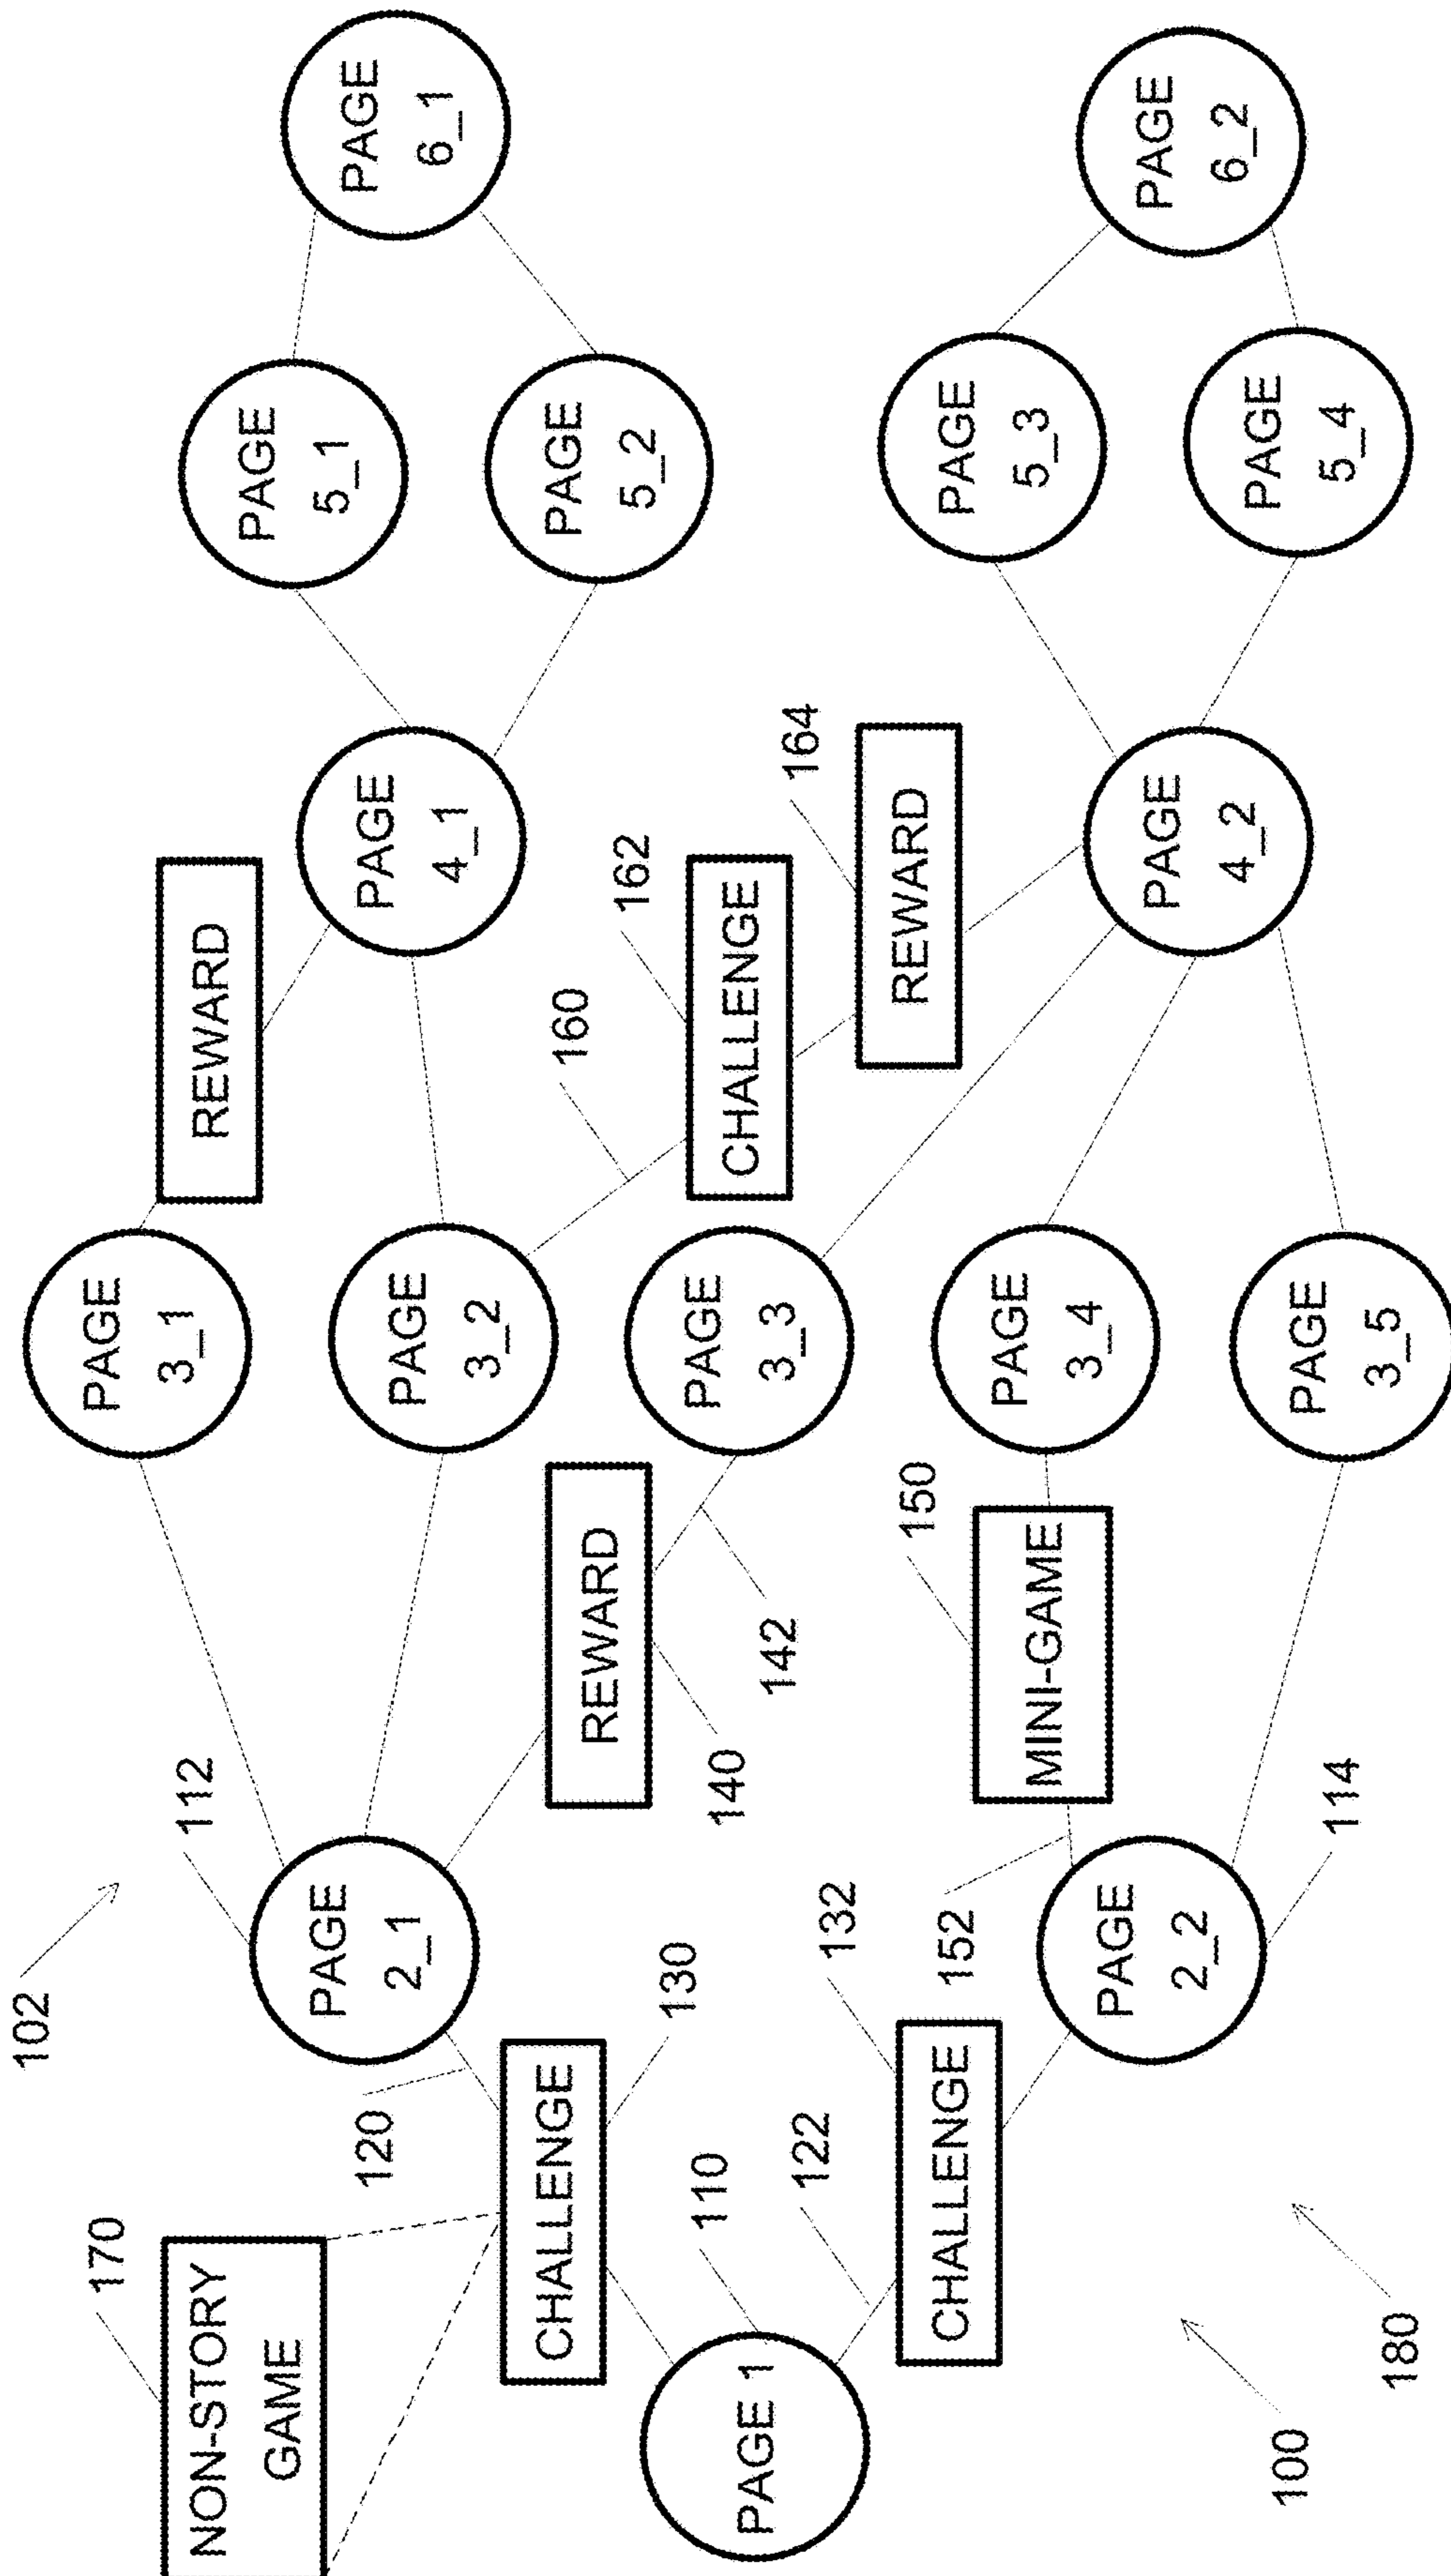 102
170
NON-STORY
GAME
112
PAGE
3_1
REWARD
PAGE
2_1
PAGE
5_1
PAGE
6_1
120
CHALLENGE
130
PAGE
3_2
PAGE
4_1
160
162
CHALLENGE
PAGE
5_2
REWARD
140
142
PAGE
3_3
164
REWARD
110
PAGE 1
122
132
CHALLENGE
152
150
MINI-GAME
PAGE
3_4
PAGE
5_3
PAGE
2_2
114
PAGE
4_2
PAGE
6_2
PAGE
3_5
PAGE
5_4
100
180